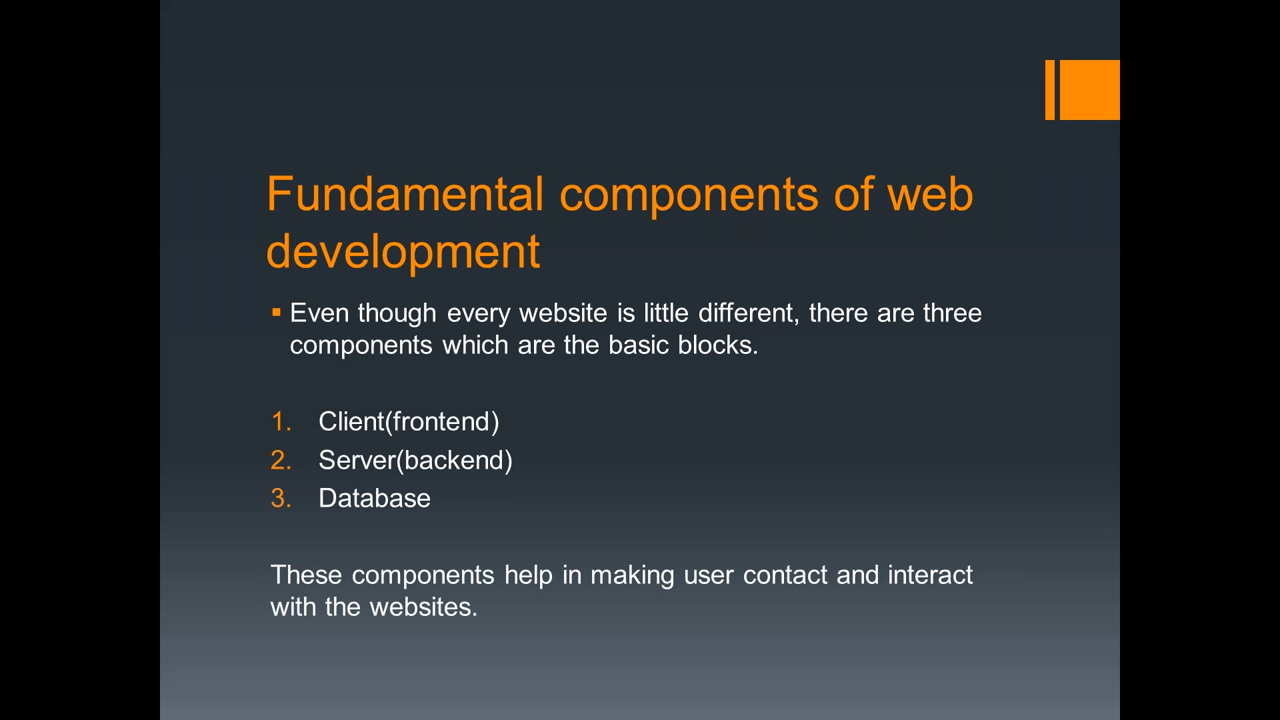 Fundamental components of web
development
▪ Even though every website is little different, there are three
components which are the basic blocks.
1. Client(frontend)
2. Server(backend)
3. Database
These components help in making user contact and interact
with the websites.